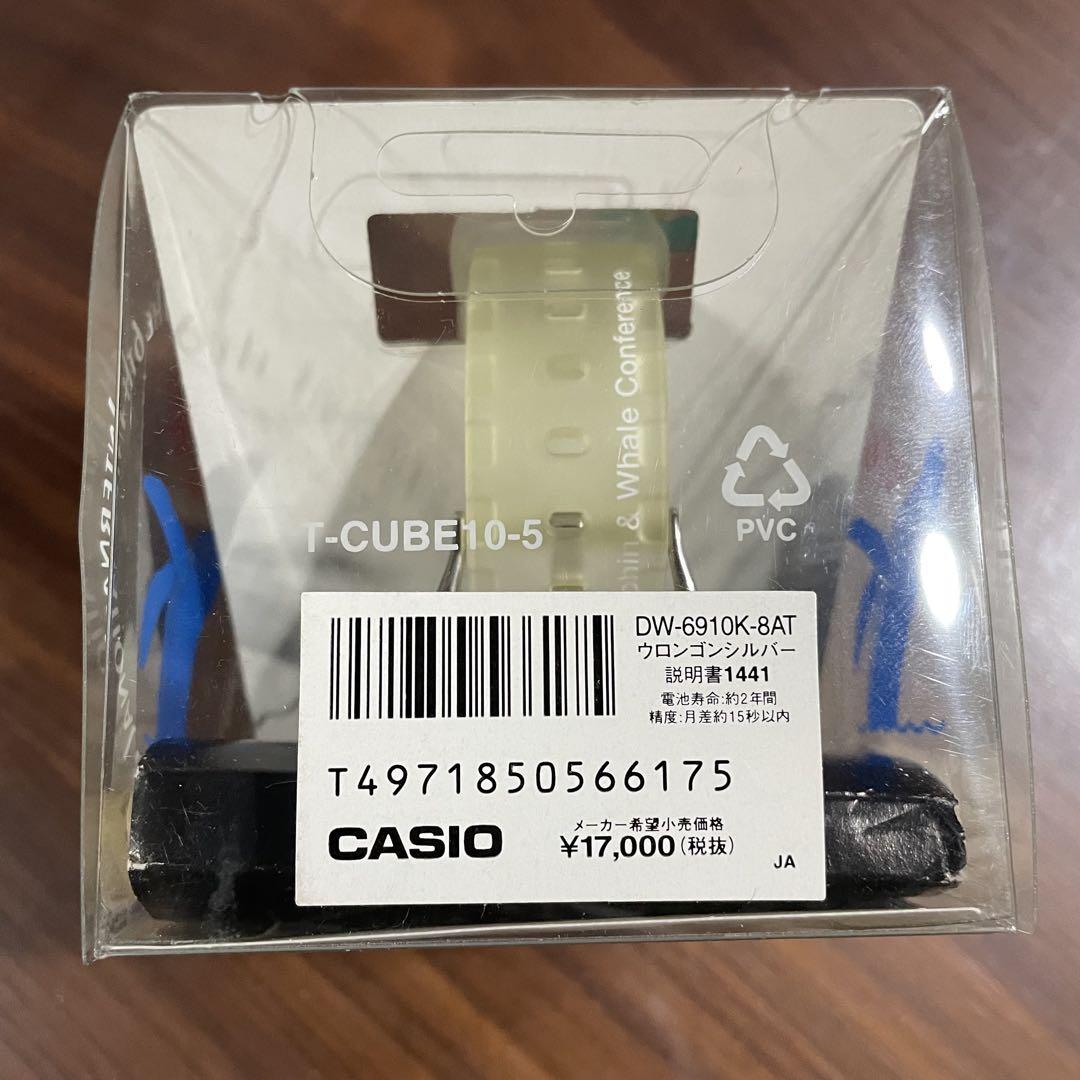 T-CUBE10-5
PVC
& Whale Conference
DW-6910K-8AT
ウロンゴンシルバー
説明書1441
電池寿命:約2年間
精度:月差約15秒以内
T4971850566175
CASIO
メーカー希望小売価格
¥17,000(税抜)
JA